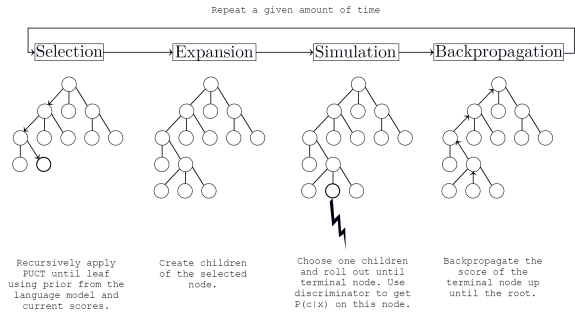 Repeat a given amount of time
Selection
Expansion
Simulation
Backpropagation
Recursively apply
PUCT until leaf
using prior from the
language model and
current scores.
Create children
of the selected
node.
Choose one children
and roll out until
terminal node. Use
discriminator to get
P(c|x) on this node.
Backpropagate the
score of the
terminal node up
until the root.